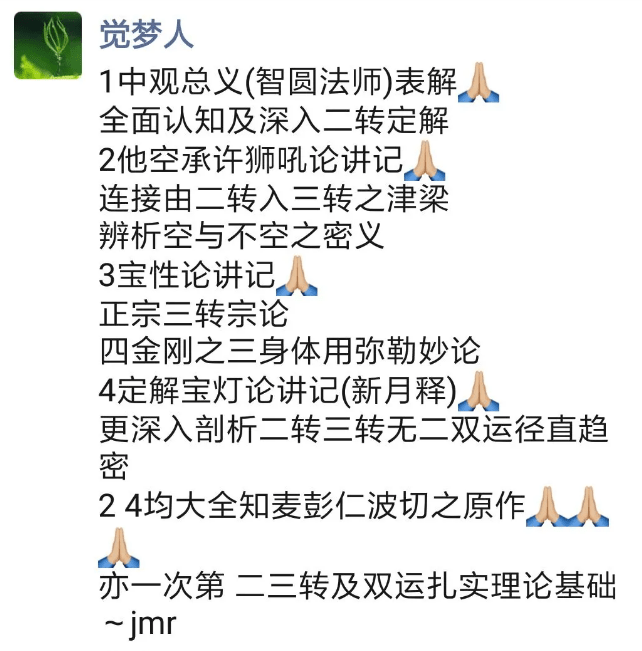 觉梦人
1中观总义(智圆法师)表解🙏🏼
全面认知及深入二转定解
2他空承许狮吼论讲记🙏🏼
连接由二转入三转之津梁
辨析空与不空之密义
3宝性论讲记🙏🏼
正宗三转宗论
四金刚之三身体用弥勒妙论
4定解宝灯论讲记(新月释)🙏🏼
更深入剖析二转三转无二双运径直趋
密
2 4均大全知麦彭仁波切之原作🙏🏼🙏🏼
🙏🏼
亦一次第 二三转及双运扎实理论基础
~jmr